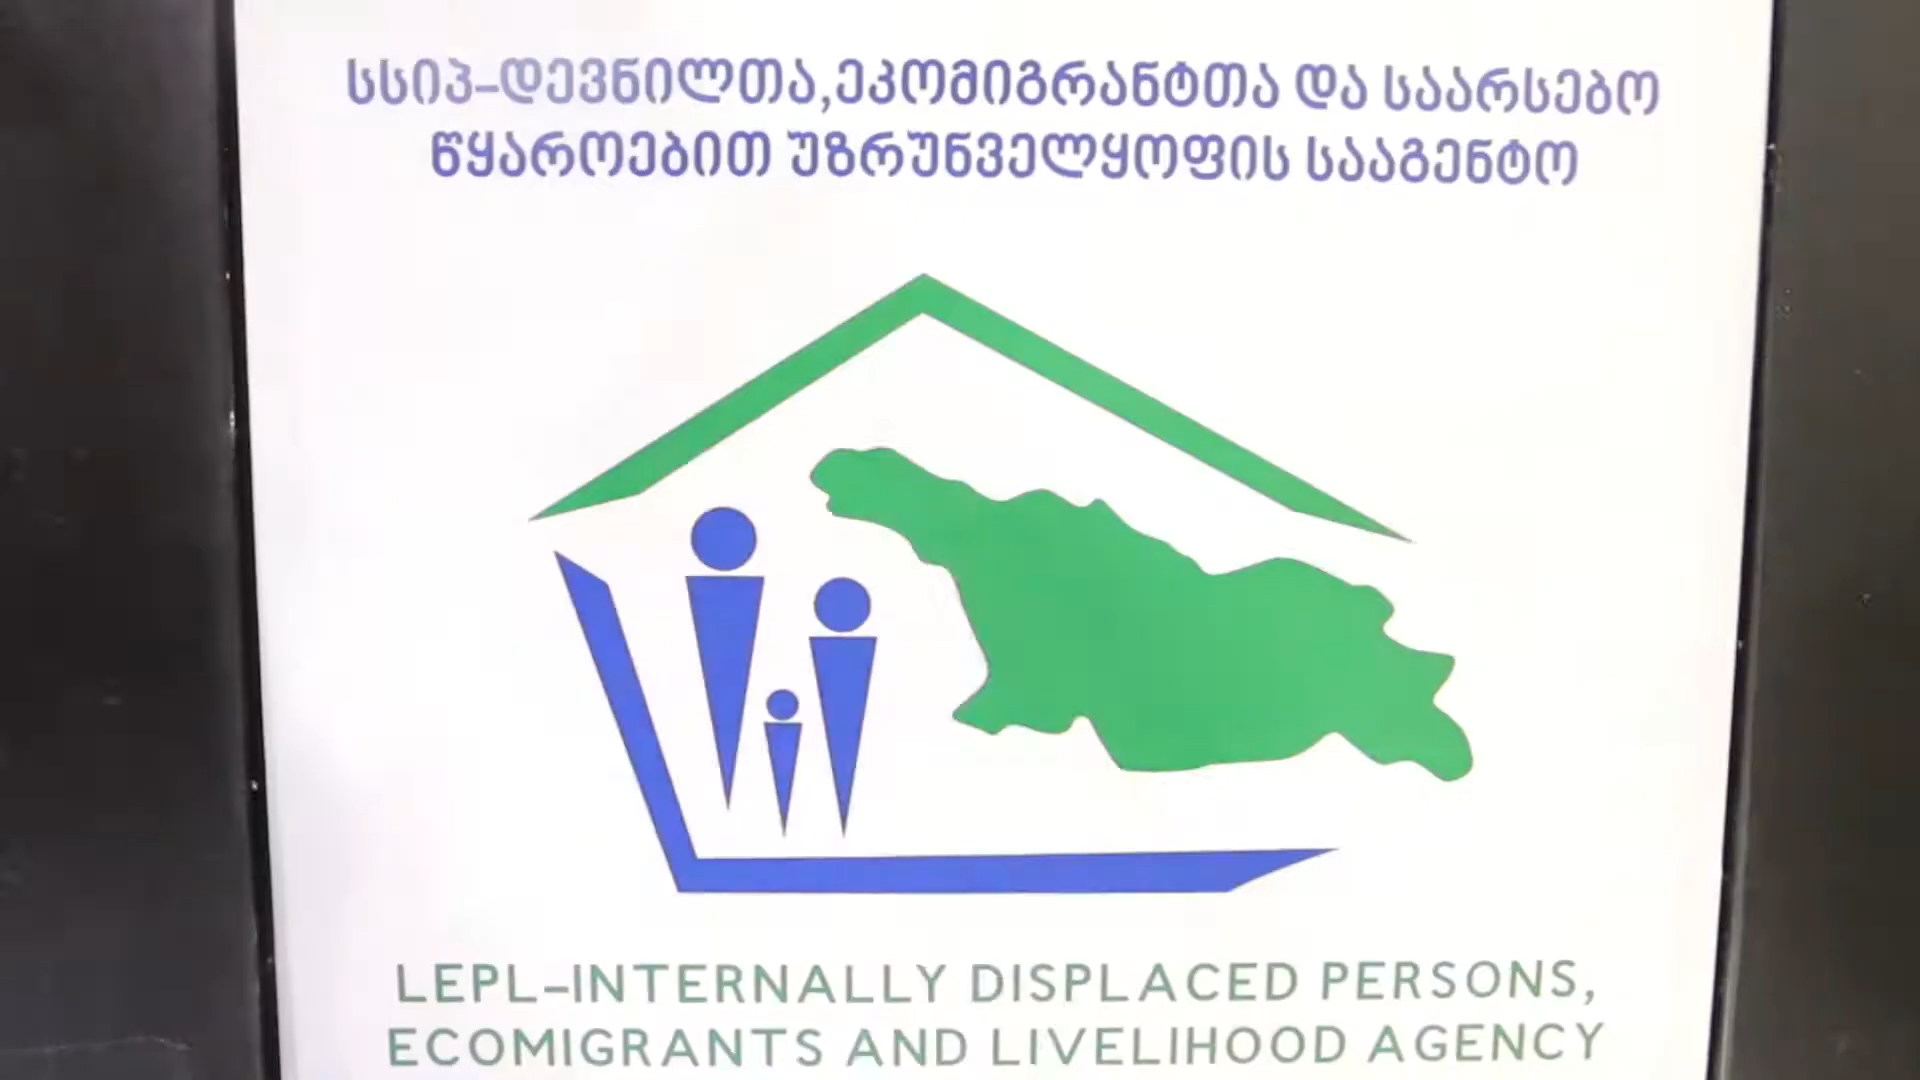 სსიპ-დევნილთა,ეკომიგრანტთა და საარსებო
წყაროებით უზრუნველყოფის სააგენტო
LEPL-INTERNALLY DISPLACED PERSONS,
ECOMIGRANTS AND LIVELIHOOD AGENCY